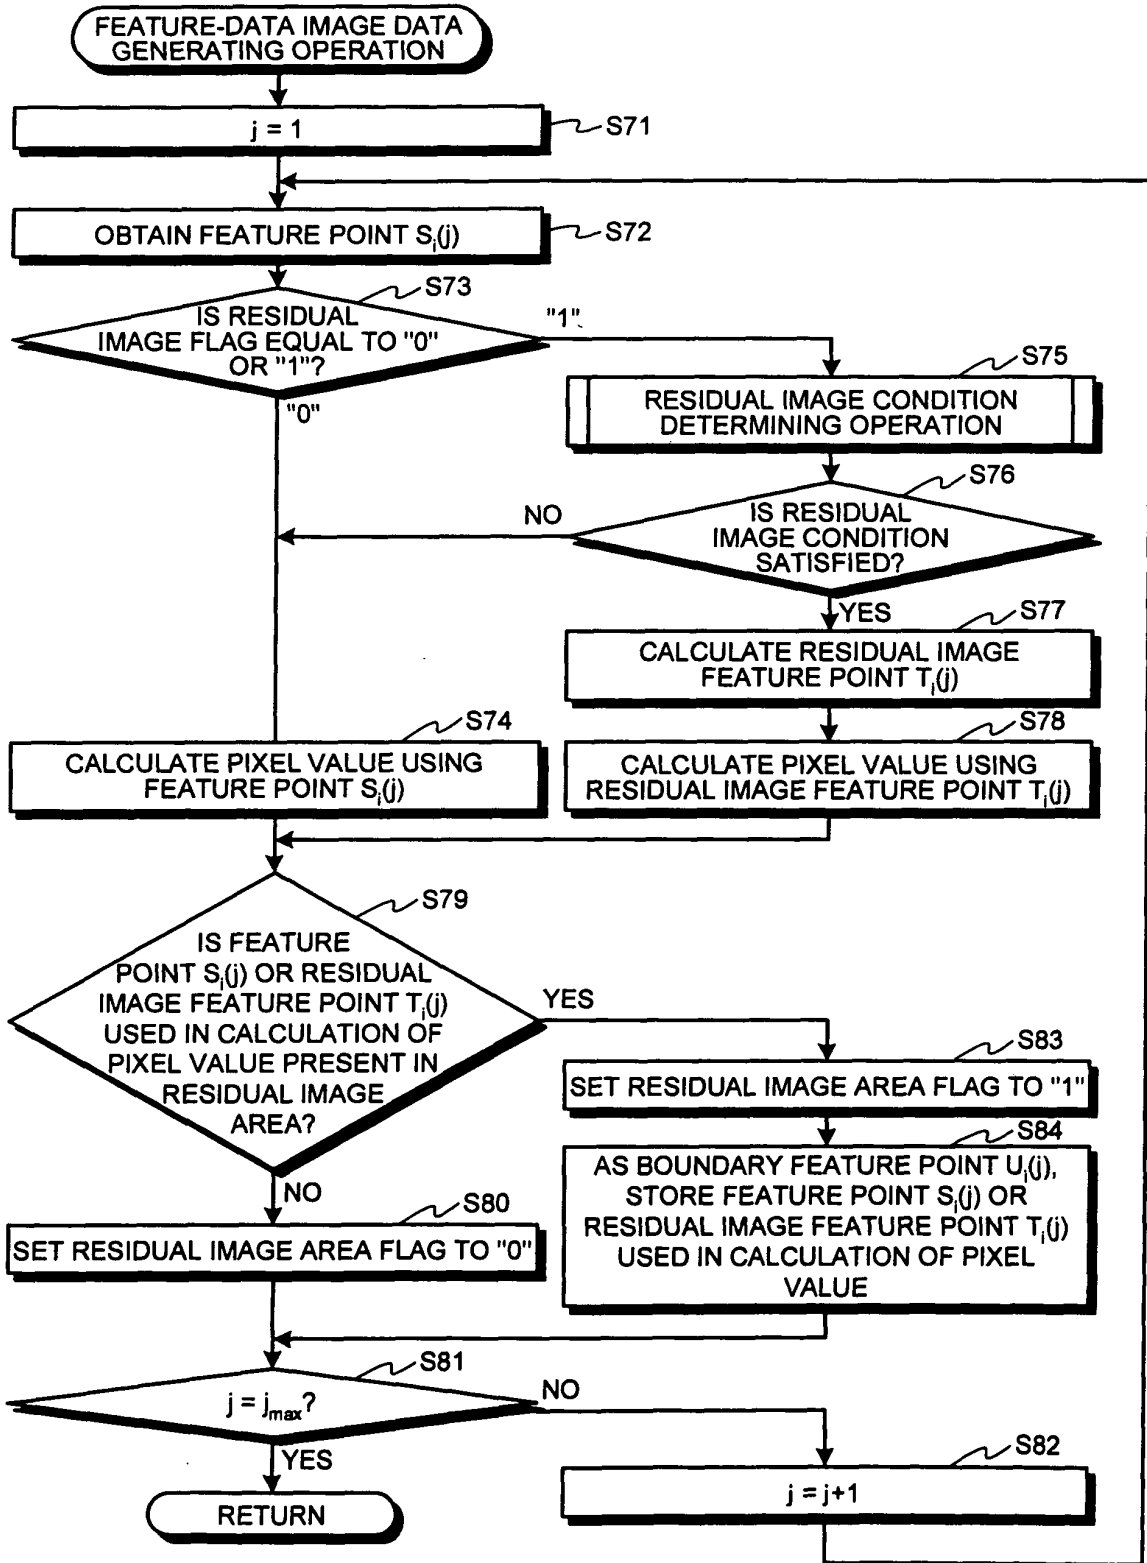 FEATURE-DATA IMAGE DATA
GENERATING OPERATION
j = 1
S71
OBTAIN FEATURE POINT Si(j)
S72
S73
IS RESIDUAL
IMAGE FLAG EQUAL TO "0"
OR "1"?
"1"
"0"
S75
RESIDUAL IMAGE CONDITION
DETERMINING OPERATION
S76
IS RESIDUAL
IMAGE CONDITION
SATISFIED?
NO
YES
S77
CALCULATE RESIDUAL IMAGE
FEATURE POINT Ti(j)
S74
CALCULATE PIXEL VALUE USING
FEATURE POINT Si(j)
S78
CALCULATE PIXEL VALUE USING
RESIDUAL IMAGE FEATURE POINT Ti(j)
S79
IS FEATURE
POINT Si(j) OR RESIDUAL
IMAGE FEATURE POINT Ti(j)
USED IN CALCULATION OF
PIXEL VALUE PRESENT IN
RESIDUAL IMAGE
AREA?
YES
NO
S83
SET RESIDUAL IMAGE AREA FLAG TO "1"
S84
AS BOUNDARY FEATURE POINT Ui(j),
STORE FEATURE POINT Si(j) OR
RESIDUAL IMAGE FEATURE POINT Ti(j)
USED IN CALCULATION OF PIXEL
VALUE
S80
SET RESIDUAL IMAGE AREA FLAG TO "0"
S81
j = jmax?
NO
YES
S82
j = j+1
RETURN